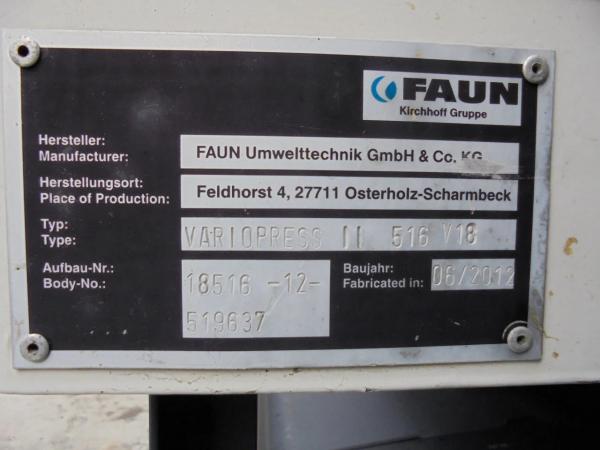 FAUN
Kirchhoff Gruppe
Hersteller:
Manufacturer: FAUN Umwelttechnik GmbH & Co. KG
Herstellungsort:
Place of Production: Feldhorst 4, 27711 Osterholz-Scharmbeck
Typ:
Type: VARIOPRESS II 516 V18
Aufbau-Nr.:
Body-No.: 18516 -12-
519637
Baujahr:
Fabricated in: 06/2012